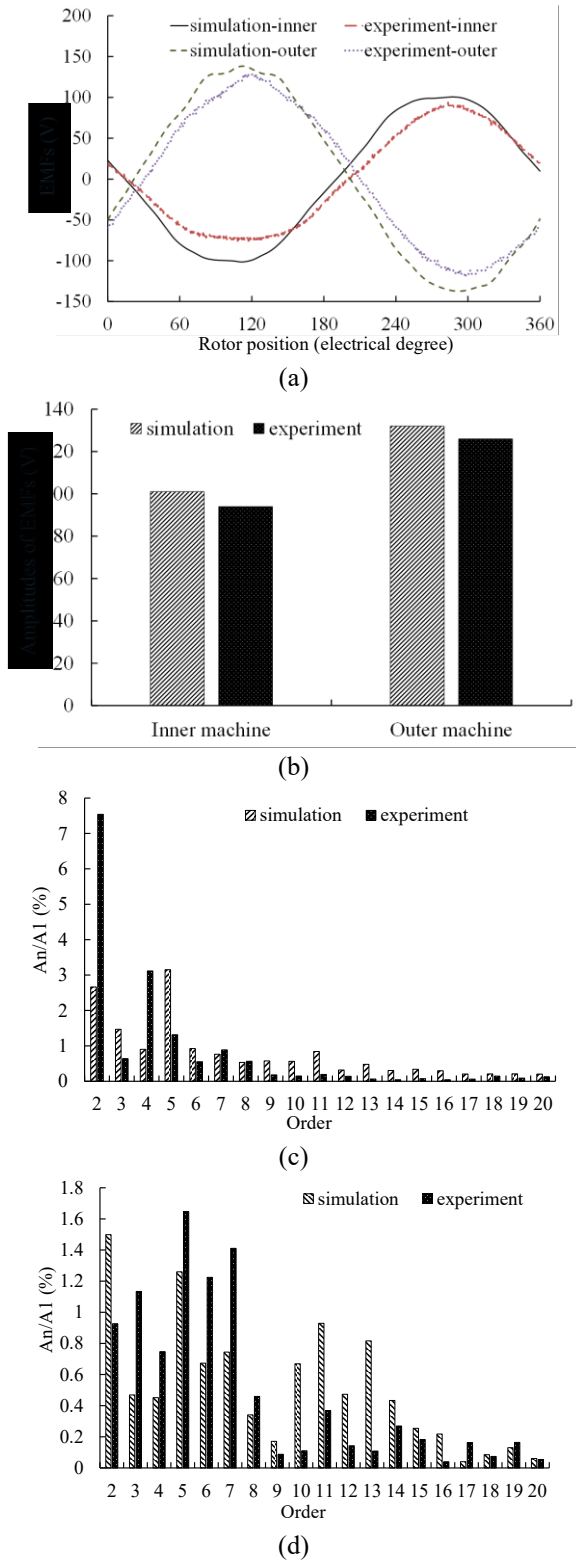 200
150
100
50
0
-50
-100
-150
simulation-inner
experiment-inner
simulation-outer
experiment-outer
EMFs (V)
0 60 120 180 240 300 360
Rotor position (electrical degree)
(a)
140
20
00
80
60
40
20
0
simulation experiment
Amplitudes of EMFs (V)
Inner machine Outer machine
(b)
8
7
6
5
4
3
2
1
0
simulation experiment
An/A1 (%)
2 3 4 5 6 7 8 9 10 11 12 13 14 15 16 17 18 19 20
Order
(c)
1.8
1.6
1.4
1.2
1
0.8
0.6
0.4
0.2
0
simulation experiment
An/A1 (%)
2 3 4 5 6 7 8 9 10 11 12 13 14 15 16 17 18 19 20
Order
(d)